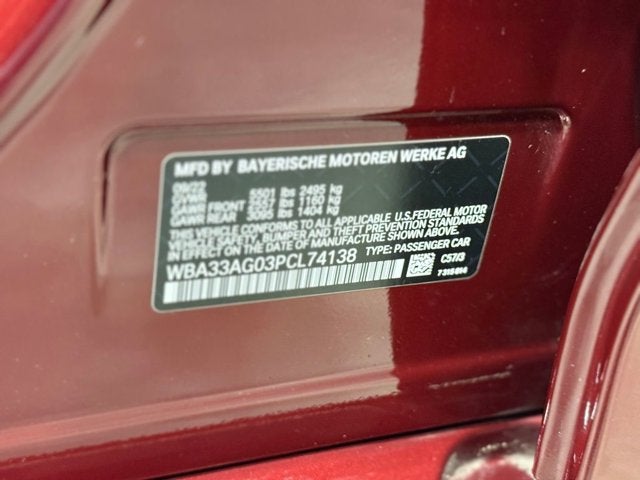 MFD BY BAYERISCHE MOTOREN WERKE AG
09/22
GVWR 5501 lbs 2495 kg
GAWR FRONT 2557 lbs 1160 kg
GAWR REAR 3095 lbs 1404 kg
THIS VEHICLE CONFORMS TO ALL APPLICABLE U.S.FEDERAL MOTOR
VEHICLE SAFETY, BUMPER AND THEFT PREVENTION STANDARDS
IN EFFECT ON THE DATE OF MANUFACTURE SHOWN ABOVE.
WBA33AG03PCL74138 TYPE: PASSENGER CAR
C57/3